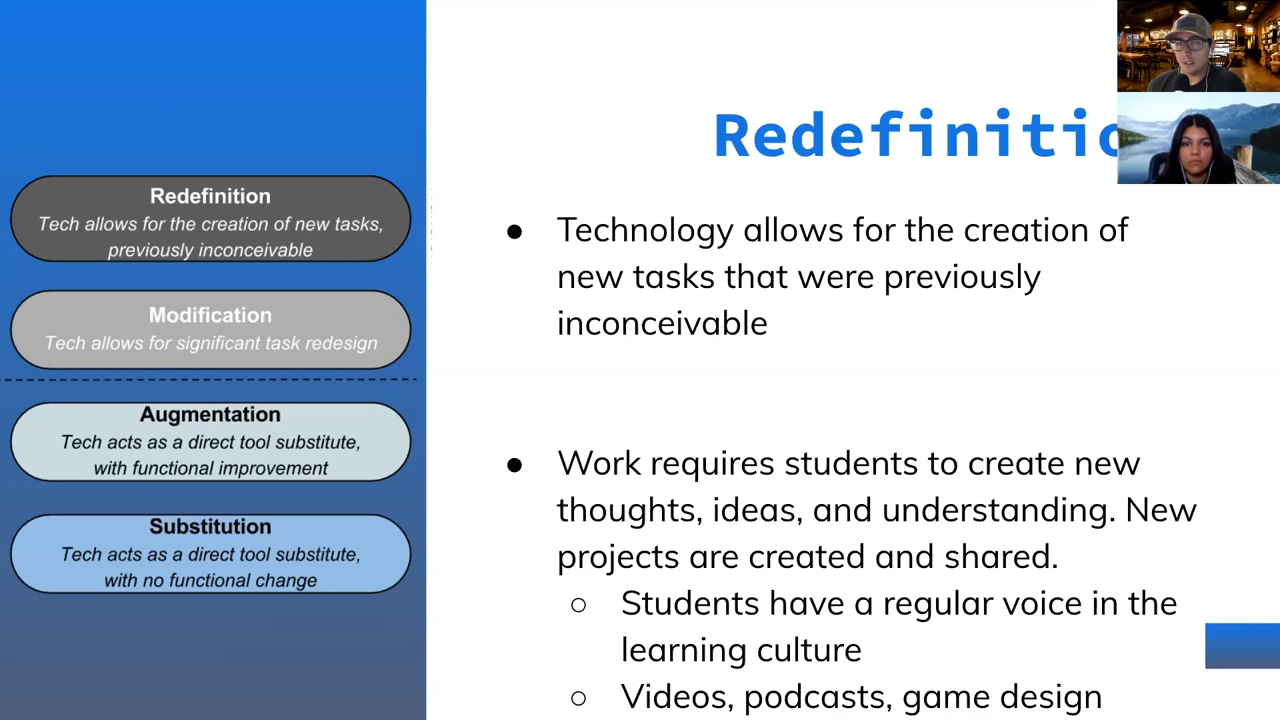 Redefinition
Tech allows for the creation of new tasks,
previously inconceivable
Modification
Tech allows for significant task redesign
Augmentation
Tech acts as a direct tool substitute,
with functional improvement
Substitution
Tech acts as a direct tool substitute,
with no functional change
Redefinitio
● Technology allows for the creation of
new tasks that were previously
inconceivable
● Work requires students to create new
thoughts, ideas, and understanding. New
projects are created and shared.
○ Students have a regular voice in the
learning culture
○ Videos, podcasts, game design